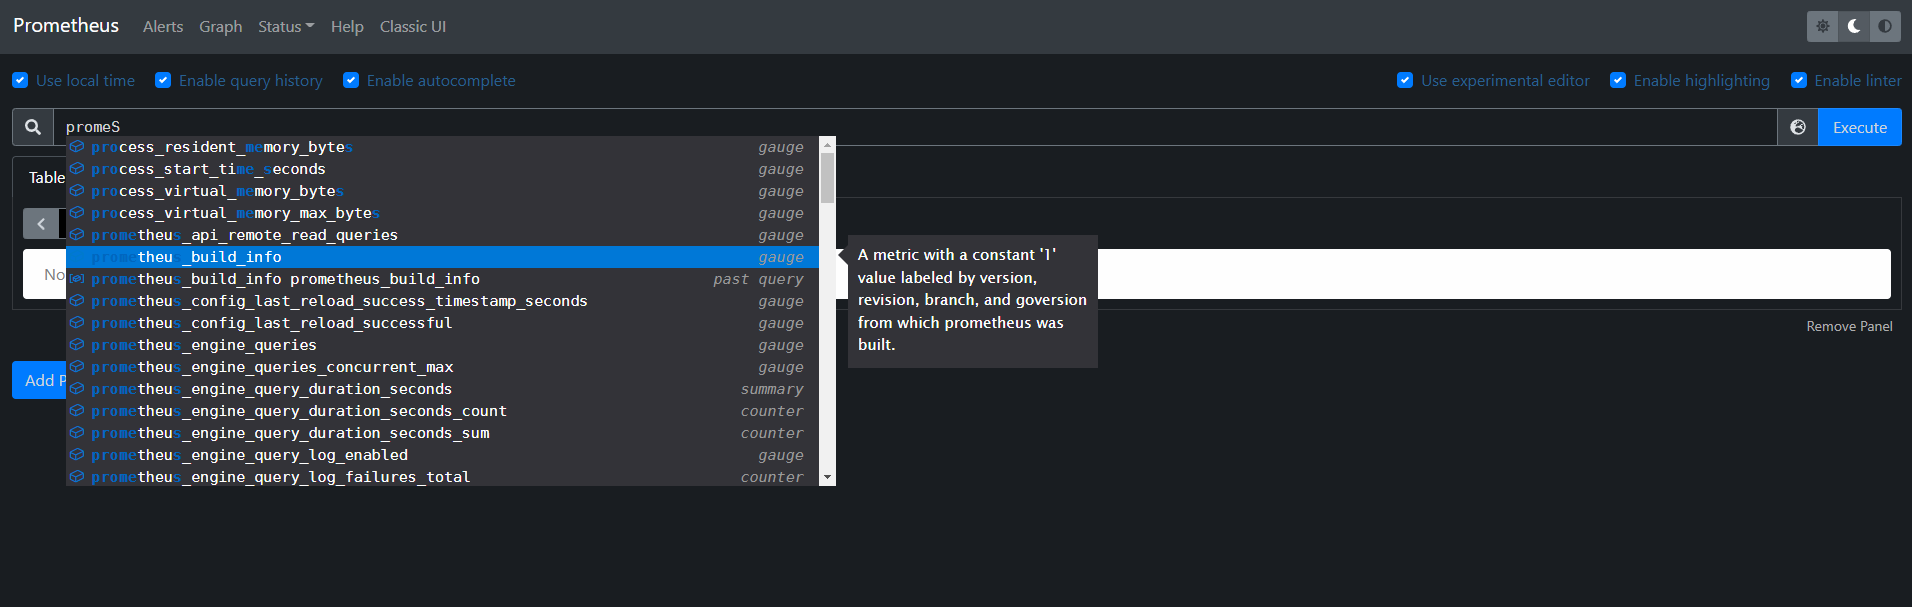 Prometheus Alerts Graph Status Help Classic UI
Use local time Enable query history Enable autocomplete Use experimental editor Enable highlighting Enable linter
promeS Execute
process_resident_memory_bytes gauge
Table process_start_time_seconds gauge
process_virtual_memory_bytes gauge
process_virtual_memory_max_bytes gauge
prometheus_api_remote_read_queries gauge
prometheus_build_info gauge
No
prometheus_build_info prometheus_build_info past query
prometheus_config_last_reload_success_timestamp_seconds gauge
prometheus_config_last_reload_successful gauge
prometheus_engine_queries gauge
prometheus_engine_queries_concurrent_max gauge
Add P
prometheus_engine_query_duration_seconds summary
prometheus_engine_query_duration_seconds_count counter
prometheus_engine_query_duration_seconds_sum counter
prometheus_engine_query_log_enabled gauge
prometheus_engine_query_log_failures_total counter
A metric with a constant '1'
value labeled by version,
revision, branch, and goversion
from which prometheus was
built.
Remove Panel